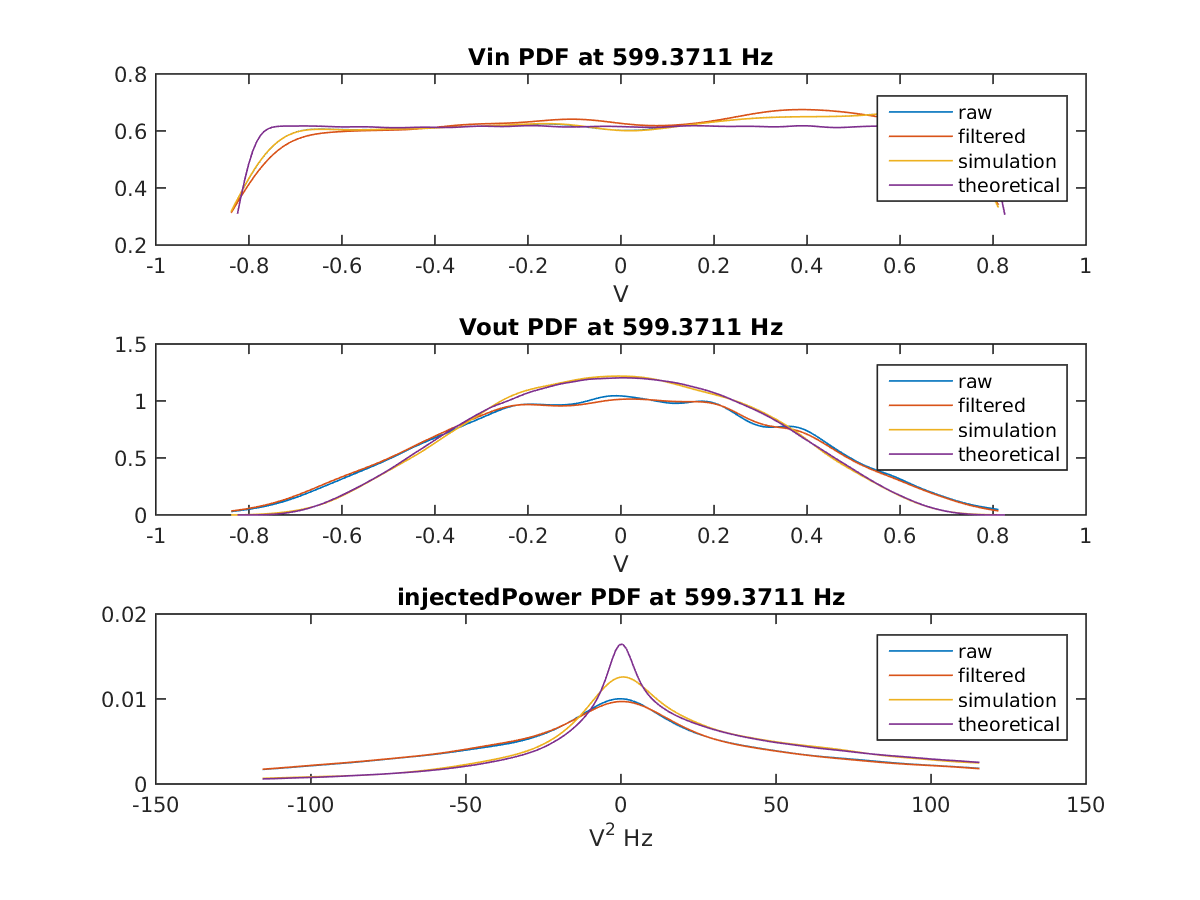 Vin PDF at 599.3711 Hz
0.8
0.6
0.4
0.2
raw
filtered
simulation
theoretical
-1 -0.8 -0.6 -0.4 -0.2 0 0.2 0.4 0.6 0.8 1
V
Vout PDF at 599.3711 Hz
1.5
1
0.5
0
raw
filtered
simulation
theoretical
-1 -0.8 -0.6 -0.4 -0.2 0 0.2 0.4 0.6 0.8 1
V
injectedPower PDF at 599.3711 Hz
0.02
0.01
0
raw
filtered
simulation
theoretical
-150 -100 -50 0 50 100 150
V² Hz